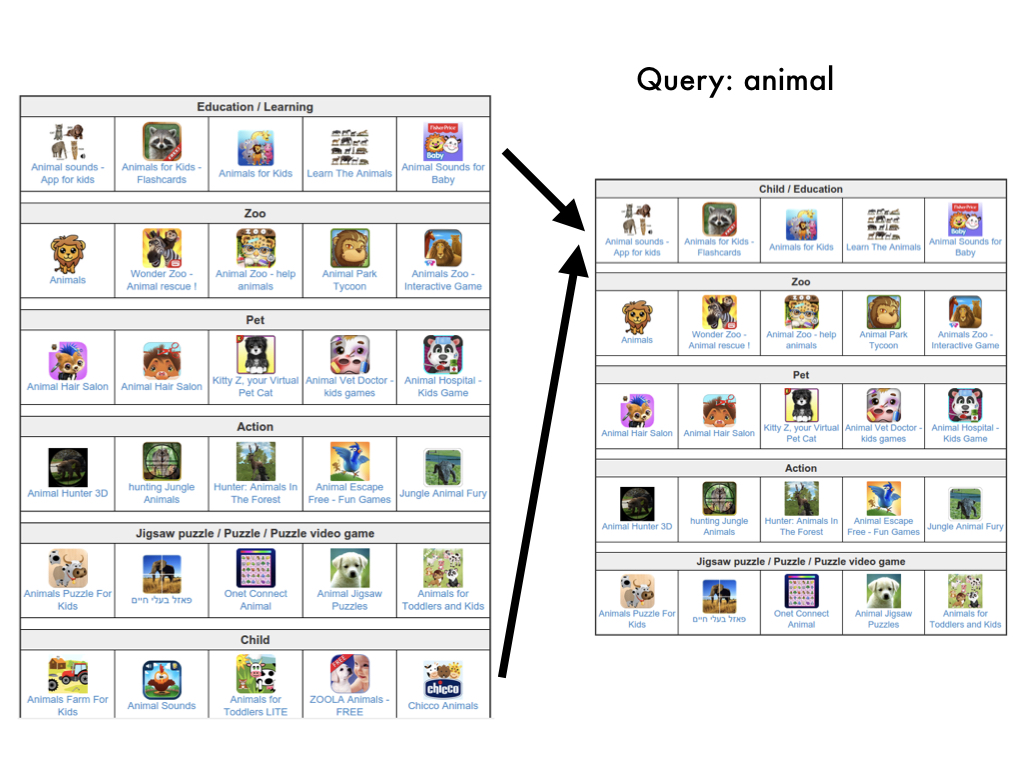 Query: animal
Education / Learning
Animal sounds -
App for kids
Animals for Kids -
Flashcards
Animals for Kids
Learn The Animals
Fisher-Price
Baby
Animal Sounds for
Baby
Zoo
Animals
Wonder Zoo -
Animal rescue !
Animal Zoo - help
animals
Animal Park
Tycoon
Animals Zoo -
Interactive Game
Pet
Animal Hair Salon
Animal Hair Salon
Kitty Z, your Virtual
Pet Cat
Animal Vet Doctor -
kids games
Animal Hospital -
Kids Game
Action
Animal Hunter 3D
hunting Jungle
Animals
Hunter: Animals In
The Forest
Animal Escape
Free - Fun Games
Jungle Animal Fury
Jigsaw puzzle / Puzzle / Puzzle video game
Animals Puzzle For
Kids
פאזל בעלי חיים
Onet Connect
Animal
Animal Jigsaw
Puzzles
Animals for
Toddlers and Kids
Child
Animals Farm For
Kids
Animal Sounds
Animals for
Toddlers LITE
FREE
ZOOLA Animals -
FREE
chicco
Chicco Animals
Child / Education
Animal sounds -
App for kids
Animals for Kids -
Flashcards
Animals for Kids
Learn The Animals
Fisher-Price
Baby
Animal Sounds for
Baby
Zoo
Animals
Wonder Zoo -
Animal rescue !
Animal Zoo - help
animals
Animal Park
Tycoon
Animals Zoo -
Interactive Game
Pet
Animal Hair Salon
Animal Hair Salon
Kitty Z, your Virtual
Pet Cat
Animal Vet Doctor -
kids games
Animal Hospital -
Kids Game
Action
Animal Hunter 3D
hunting Jungle
Animals
Hunter: Animals In
The Forest
Animal Escape
Free - Fun Games
Jungle Animal Fury
Jigsaw puzzle / Puzzle / Puzzle video game
Animals Puzzle For
Kids
פאזל בעלי חיים
Onet Connect
Animal
Animal Jigsaw
Puzzles
Animals for
Toddlers and Kids